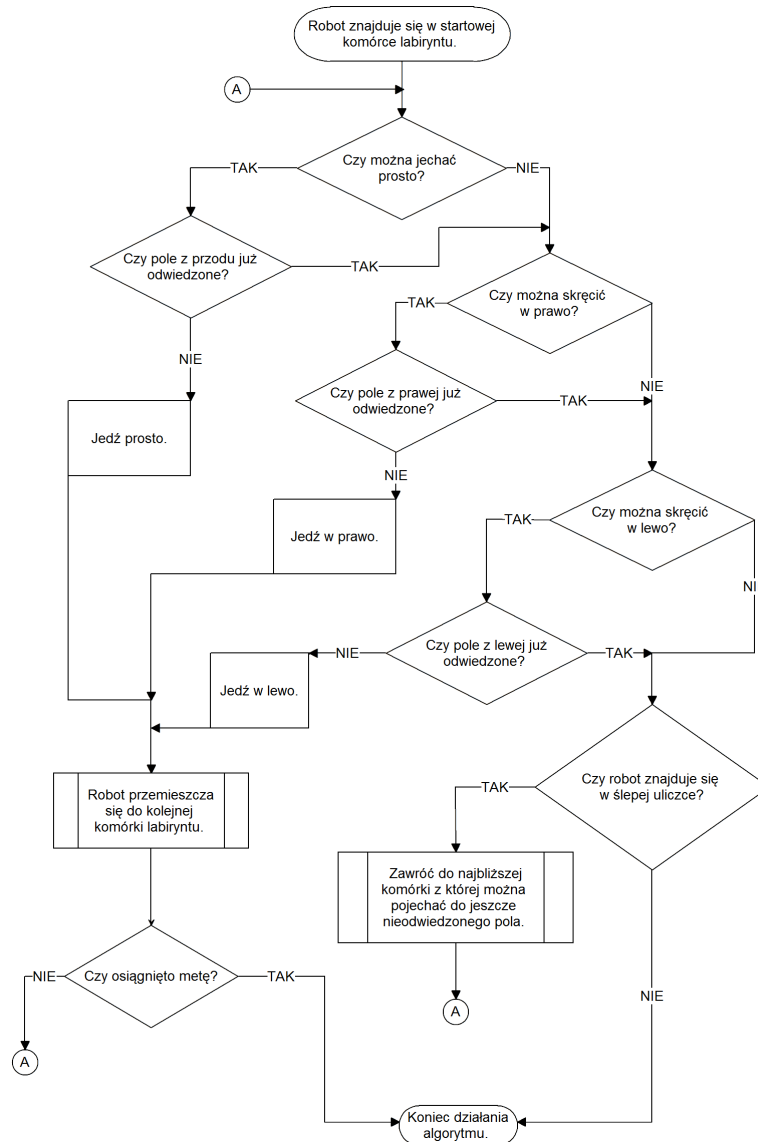 Robot znajduje się w startowej
komórce labiryntu.
A
Czy można jechać
prosto?
TAK
NIE
Czy pole z przodu już
odwiedzone?
TAK
NIE
Czy można skręcić
w prawo?
TAK
NIE
Czy pole z prawej już
odwiedzone?
TAK
NIE
Jedź prosto.
Jedź w prawo.
Czy można skręcić
w lewo?
TAK
NI
Czy pole z lewej już
odwiedzone?
NIE
TAK
Jedź w lewo.
Czy robot znajduje się
w ślepej uliczce?
TAK
NIE
Robot przemieszcza
się do kolejnej
komórki labiryntu.
Zawróć do najbliższej
komórki z której można
pojechać do jeszcze
nieodwiedzonego pola.
Czy osiągnięto metę?
NIE
TAK
A
A
Koniec działania
algorytmu.